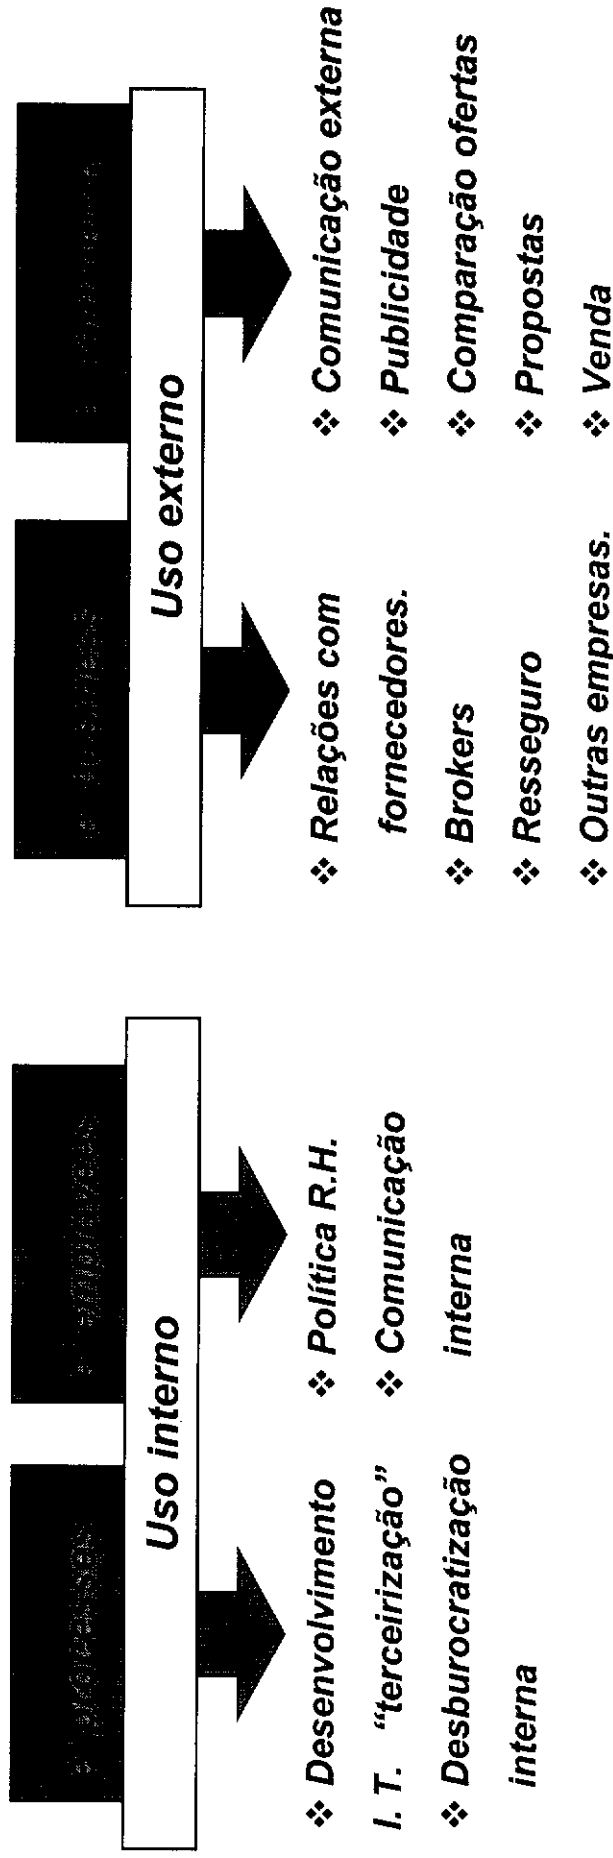 Uso interno
❖ Desenvolvimento
I. T. “terceirização”
❖ Desburocratização
interna
❖ Política R.H.
❖ Comunicação
interna
Uso externo
❖ Relações com
fornecedores.
❖ Brokers
❖ Resseguro
❖ Outras empresas.
❖ Comunicação externa
❖ Publicidade
❖ Comparação ofertas
❖ Propostas
❖ Venda